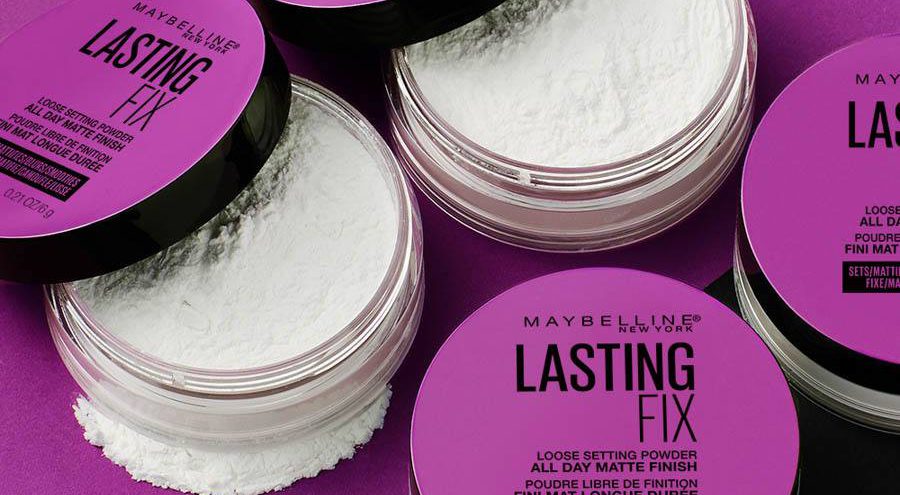 MAYBELLINE®
NEW YORK
LASTING
FIX
LOOSE SETTING POWDER
ALL DAY MATTE FINISH
POUDRE LIBRE DE FINITION
FINI MAT LONGUE DURÉE
0.21 OZ/6 g
MAYBELLINE®
NEW YORK
LASTING
FIX
LOOSE SETTING POWDER
ALL DAY MATTE FINISH
POUDRE LIBRE DE FINITION
FINI MAT LONGUE DURÉE
MAY
LAS
LOOSE
ALL DA
POUDRE
FINI MAT
SETS/MATTI
FIXE/MA